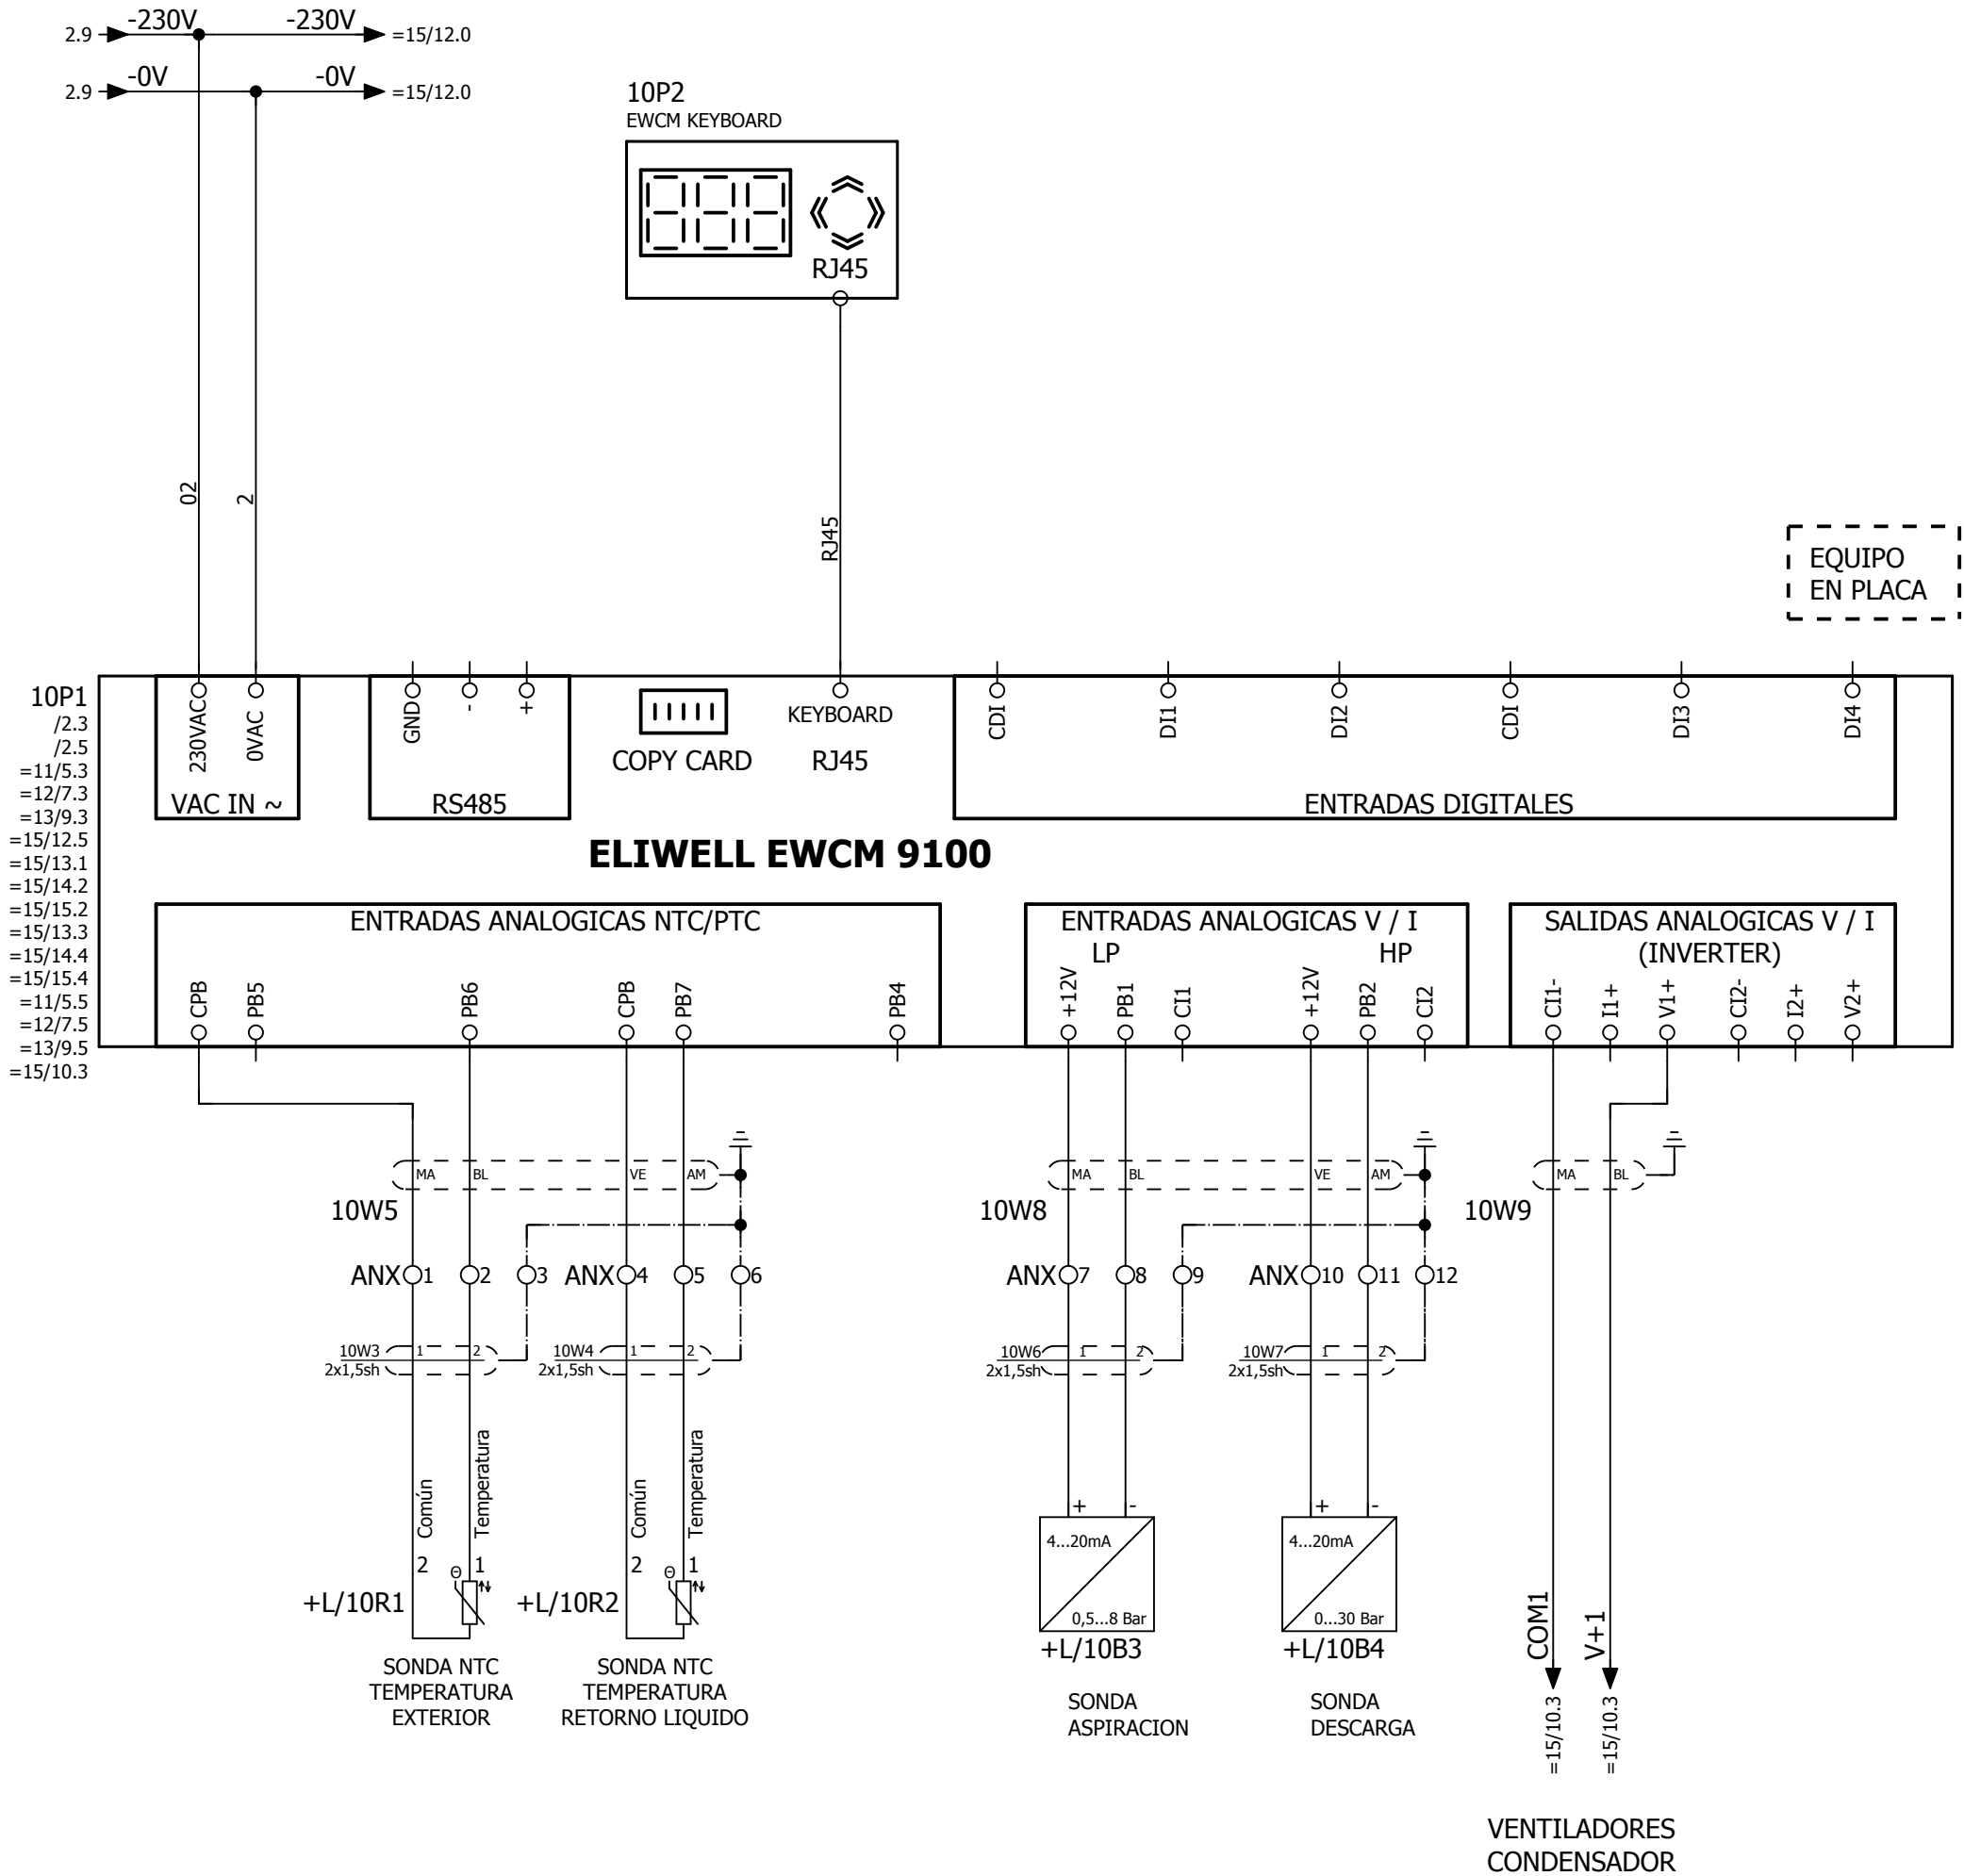 2.9 -230V -230V =15/12.0
2.9 -0V -0V =15/12.0
10P2
EWCM KEYBOARD
RJ45
02 2 RJ45
EQUIPO
EN PLACA
10P1
/2.3
/2.5
=11/5.3
=12/7.3
=13/9.3
=15/12.5
=15/13.1
=15/14.2
=15/15.2
=15/13.3
=15/14.4
=15/15.4
=11/5.5
=12/7.5
=13/9.5
=15/10.3
230VAC 0VAC
VAC IN ~
GND - +
RS485
COPY CARD
KEYBOARD
RJ45
CDI DI1 DI2 CDI DI3 DI4
ENTRADAS DIGITALES
ELIWELL EWCM 9100
ENTRADAS ANALOGICAS NTC/PTC
CPB PB5 PB6 CPB PB7 PB4
ENTRADAS ANALOGICAS V / I
LP HP
+12V PB1 CI1 +12V PB2 CI2
SALIDAS ANALOGICAS V / I
(INVERTER)
CI1- I1+ V1+ CI2- I2+ V2+
MA BL VE AM
10W5
MA BL VE AM
10W8
MA BL
10W9
ANX 1 2 3 ANX 4 5 6
ANX 7 8 9 ANX 10 11 12
10W3 1 2
2x1,5sh
10W4 1 2
2x1,5sh
10W6 1 2
2x1,5sh
10W7 1 2
2x1,5sh
Común Temperatura
2 Θ 1
+L/10R1
SONDA NTC
TEMPERATURA
EXTERIOR
Común Temperatura
2 Θ 1
+L/10R2
SONDA NTC
TEMPERATURA
RETORNO LIQUIDO
+ -
4...20mA
0,5...8 Bar
+L/10B3
SONDA
ASPIRACION
+ -
4...20mA
0...30 Bar
+L/10B4
SONDA
DESCARGA
COM1 V+1
=15/10.3 =15/10.3
VENTILADORES
CONDENSADOR